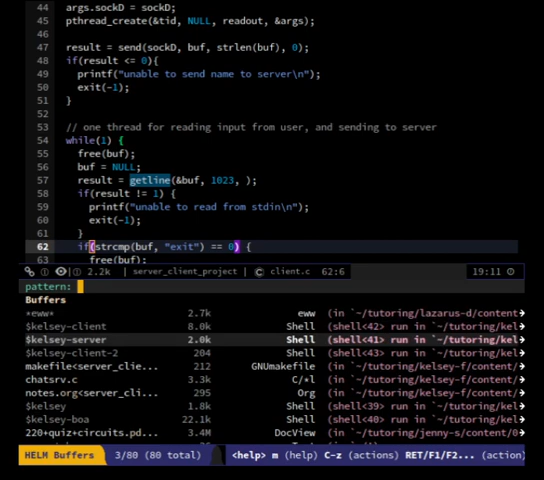 44 args.sockD = sockD;
45 pthread_create(&tid, NULL, readout, &args);
46
47 result = send(sockD, buf, strlen(buf), 0);
48 if(result <= 0){
49 printf("unable to send name to server\n");
50 exit(-1);
51 }
52
53 // one thread for reading input from user, and sending to server
54 while(1) {
55 free(buf);
56 buf = NULL;
57 result = getline(&buf, 1023, );
58 if(result != 1) {
59 printf("unable to read from stdin\n");
60 exit(-1);
61 }
62 if(strcmp(buf, "exit") == 0) {
63 free(buf);
2.2k | server_client_project | C client.c 62:6 19:11
pattern:
Buffers
*eww* 2.7k eww (in `~/tutoring/lazarus-d/content
$kelsey-client 8.0k Shell (shell<42> run in `~/tutoring/kel
$kelsey-server 2.0k Shell (shell<41> run in `~/tutoring/kel
$kelsey-client-2 204 Shell (shell<43> run in `~/tutoring/kel
makefile<server_cli... 212 GNUmakefile (in `~/tutoring/kelsey-f/content/
chatsrv.c 3.3k C/*l (in `~/tutoring/kelsey-f/content/
notes.org<server_cli... 295 Org (in `~/tutoring/kelsey-f/content/
$kelsey 1.8k Shell (shell<39> run in `~/tutoring/kel
$kelsey-boa 22.1k Shell (shell<40> run in `~/tutoring/kel
220+quiz+circuits.pd... 3.4M DocView (in `~/tutoring/jenny-s/content/0
HELM Buffers 3/80 (80 total) <help> m (help) C-z (actions) RET/F1/F2... (action)